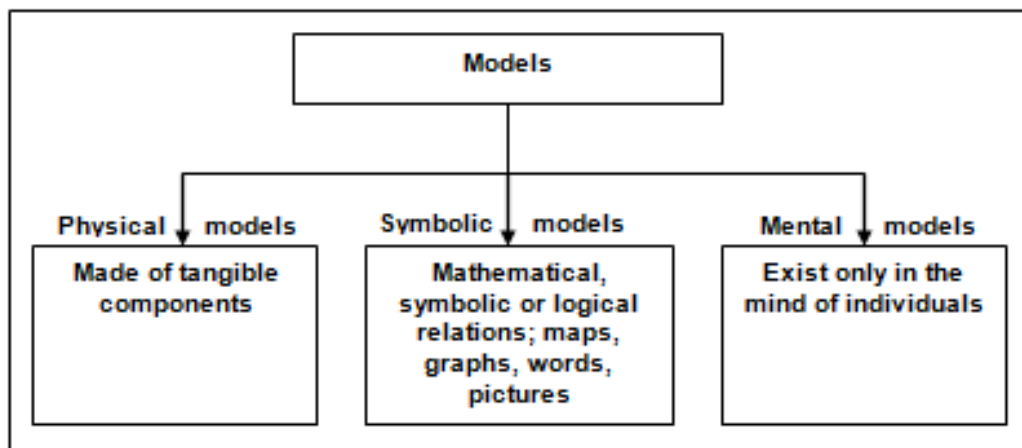 Models
Physical models
Symbolic models
Mental models
Made of tangible
components
Mathematical,
symbolic or logical
relations; maps,
graphs, words,
pictures
Exist only in the
mind of individuals